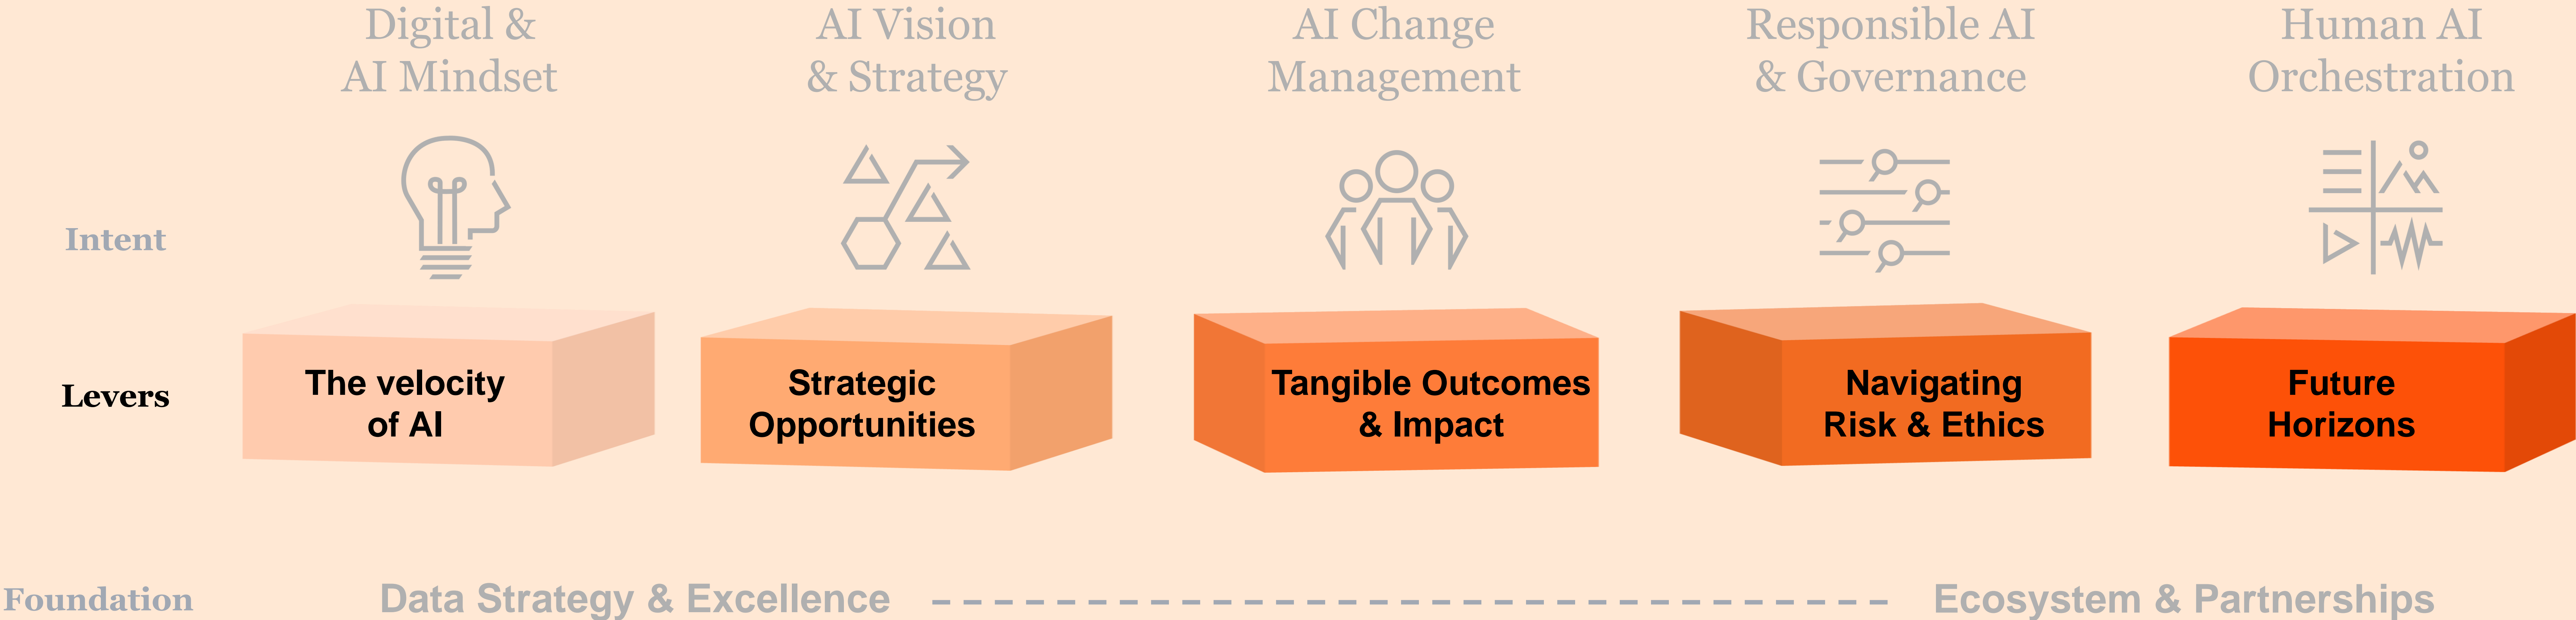 Digital &
AI Mindset
AI Vision
& Strategy
AI Change
Management
Responsible AI
& Governance
Human AI
Orchestration
Intent
Levers
The velocity
of AI
Strategic
Opportunities
Tangible Outcomes
& Impact
Navigating
Risk & Ethics
Future
Horizons
Foundation
Data Strategy & Excellence
Ecosystem & Partnerships